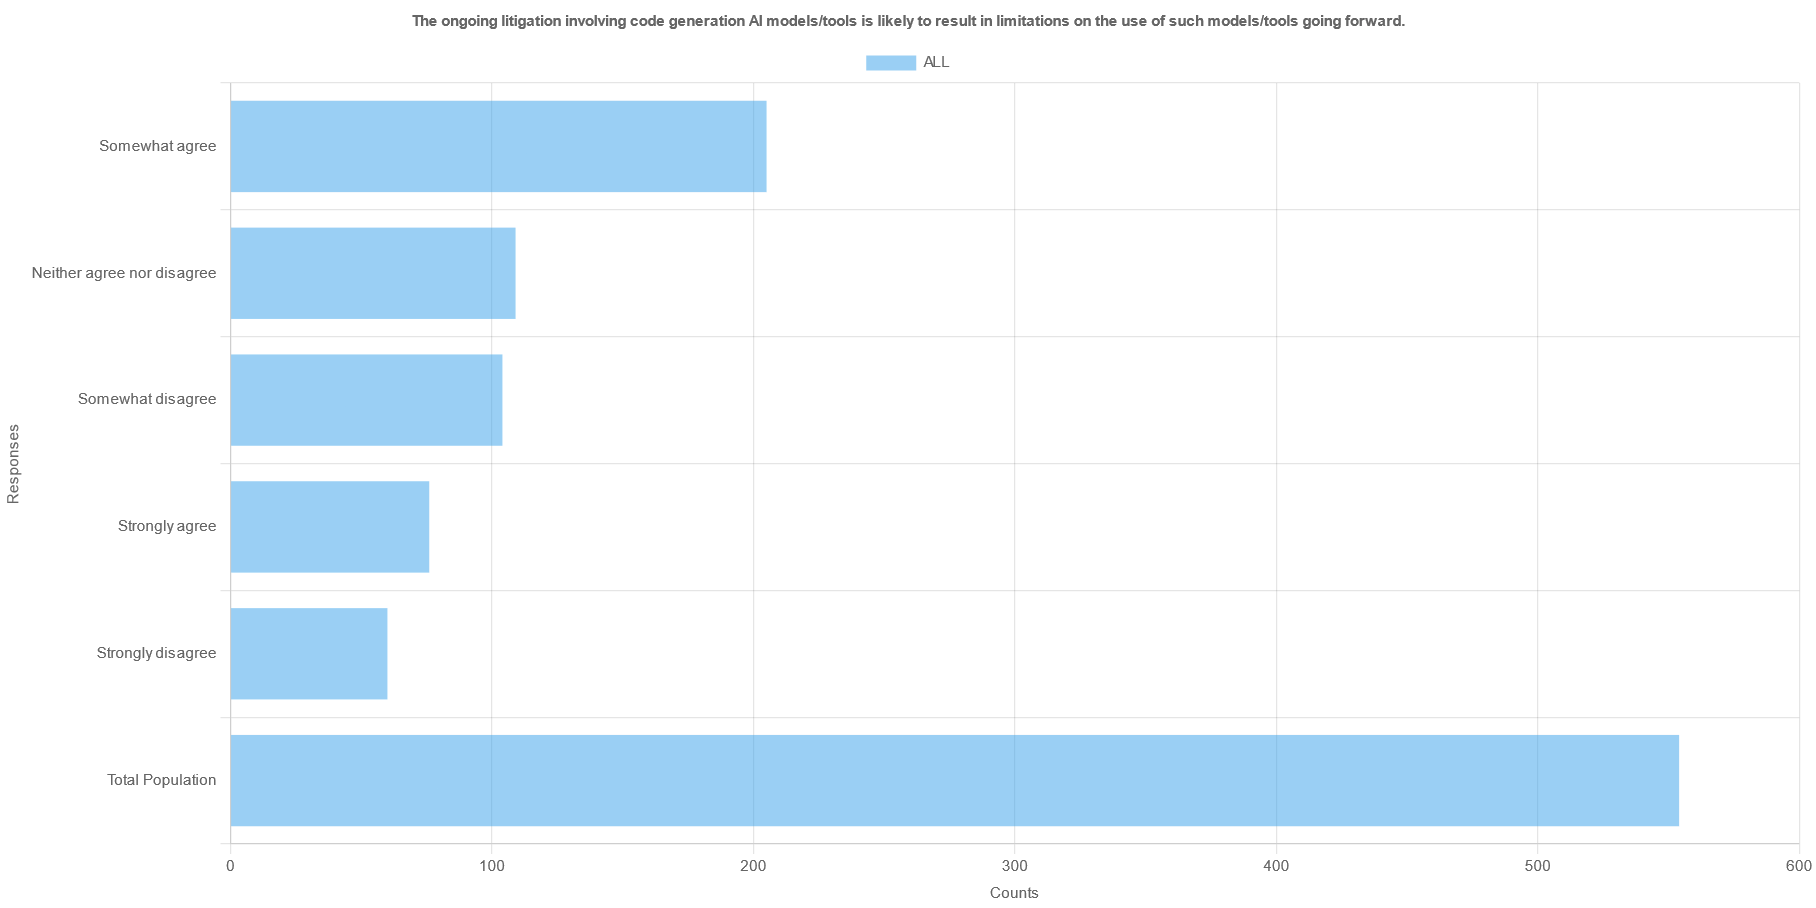 The ongoing litigation involving code generation AI models/tools is likely to result in limitations on the use of such models/tools going forward.
ALL
Somewhat agree
Neither agree nor disagree
Somewhat disagree
Strongly agree
Strongly disagree
Total Population
Responses
0 100 200 300 400 500 600
Counts